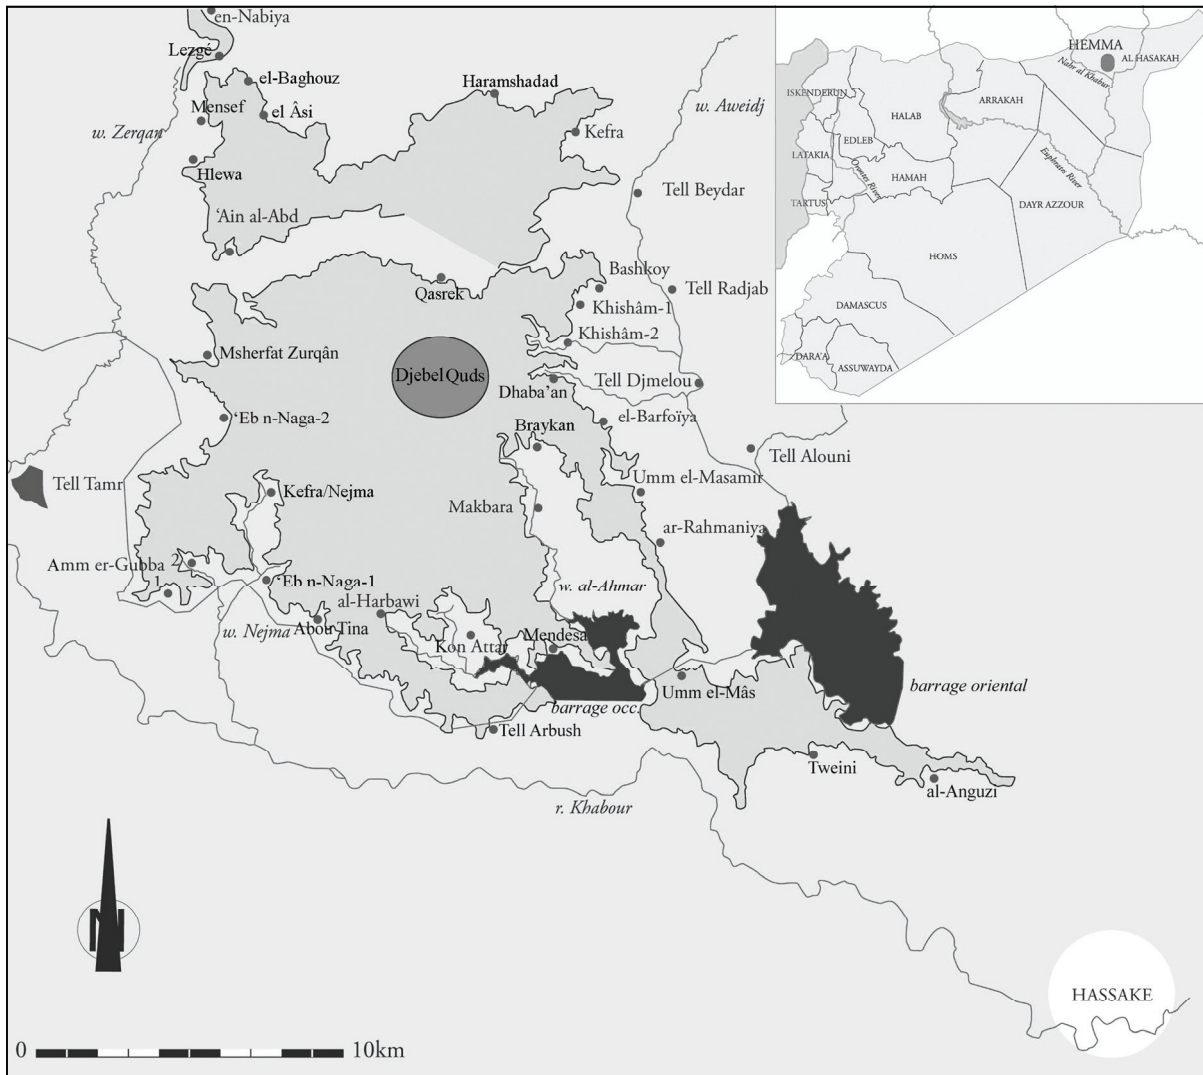 en-Nabiya
Lezgé
el-Baghouz
Mensef
el Âsi
w. Zerqan
Hlewa
Haramshadad
Kefra
w. Aweidj
Tell Beydar
‘Ain al-Abd
Qasrek
Bashkoy
Khishâm-1
Tell Radjab
Khishâm-2
Msherfat Zurqân
Djebel Quds
Dhaba’an
Tell Djmelou
‘Eb n-Naga-2
el-Barfoïya
Braykan
Tell Alouni
Tell Tamr
Kefra/Nejma
Makbara
Umm el-Masamir
ar-Rahmaniya
Amm er-Gubba 2
1
‘Eb n-Naga-1
w. al-Ahmar
al-Harbawi
w. Nejma
Abou Tina
Kon Attar
Mendesa
Umm el-Mâs
barrage oriental
barrage occ.
Tell Arbush
Tweini
al-Anguzi
r. Khabour
HEMMA
AL HASAKAH
Nahr al Khabur
ISKENDERUN
HALAB
ARRAKAH
EDLEB
LATAKIA
Orontes River
HAMAH
Euphrates River
TARTUS
DAYR AZZOUR
HOMS
DAMASCUS
DARA'A
ASSUWAYDA
N
HASSAKE
0 10km